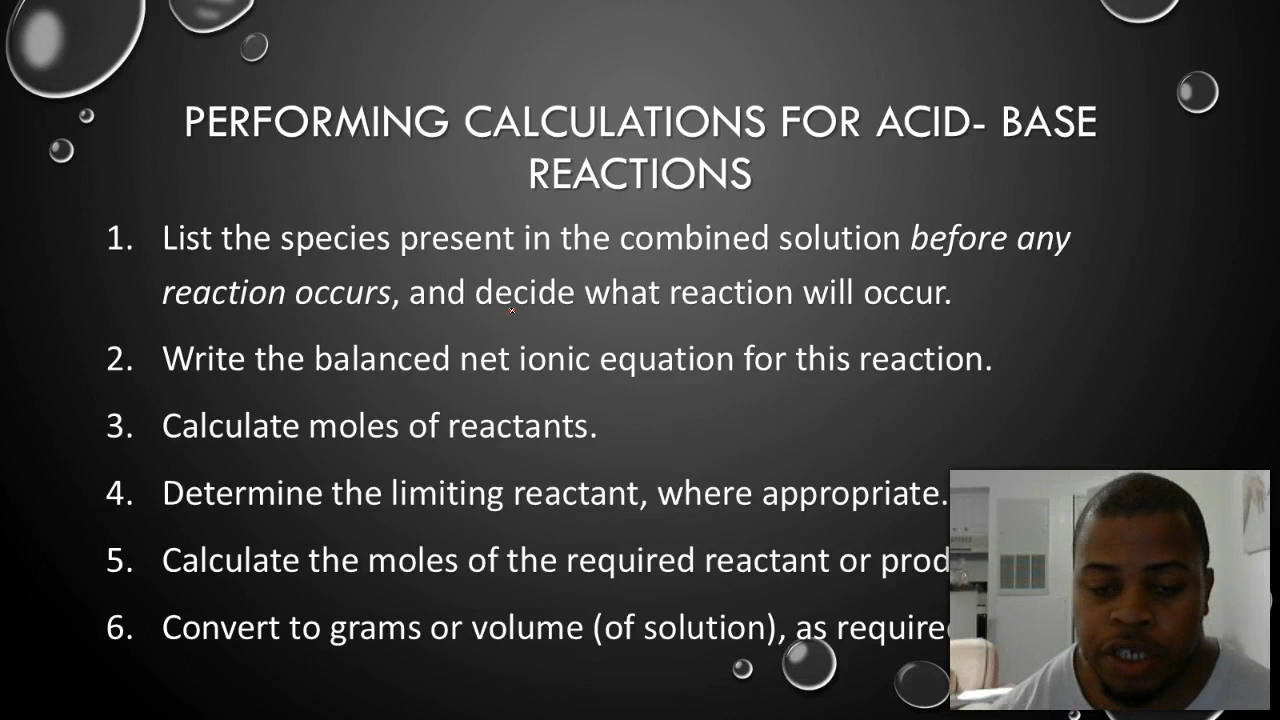 PERFORMING CALCULATIONS FOR ACID- BASE
REACTIONS
1. List the species present in the combined solution before any
reaction occurs, and decide what reaction will occur.
2. Write the balanced net ionic equation for this reaction.
3. Calculate moles of reactants.
4. Determine the limiting reactant, where appropriate.
5. Calculate the moles of the required reactant or
6. Convert to grams or volume (of solution), as